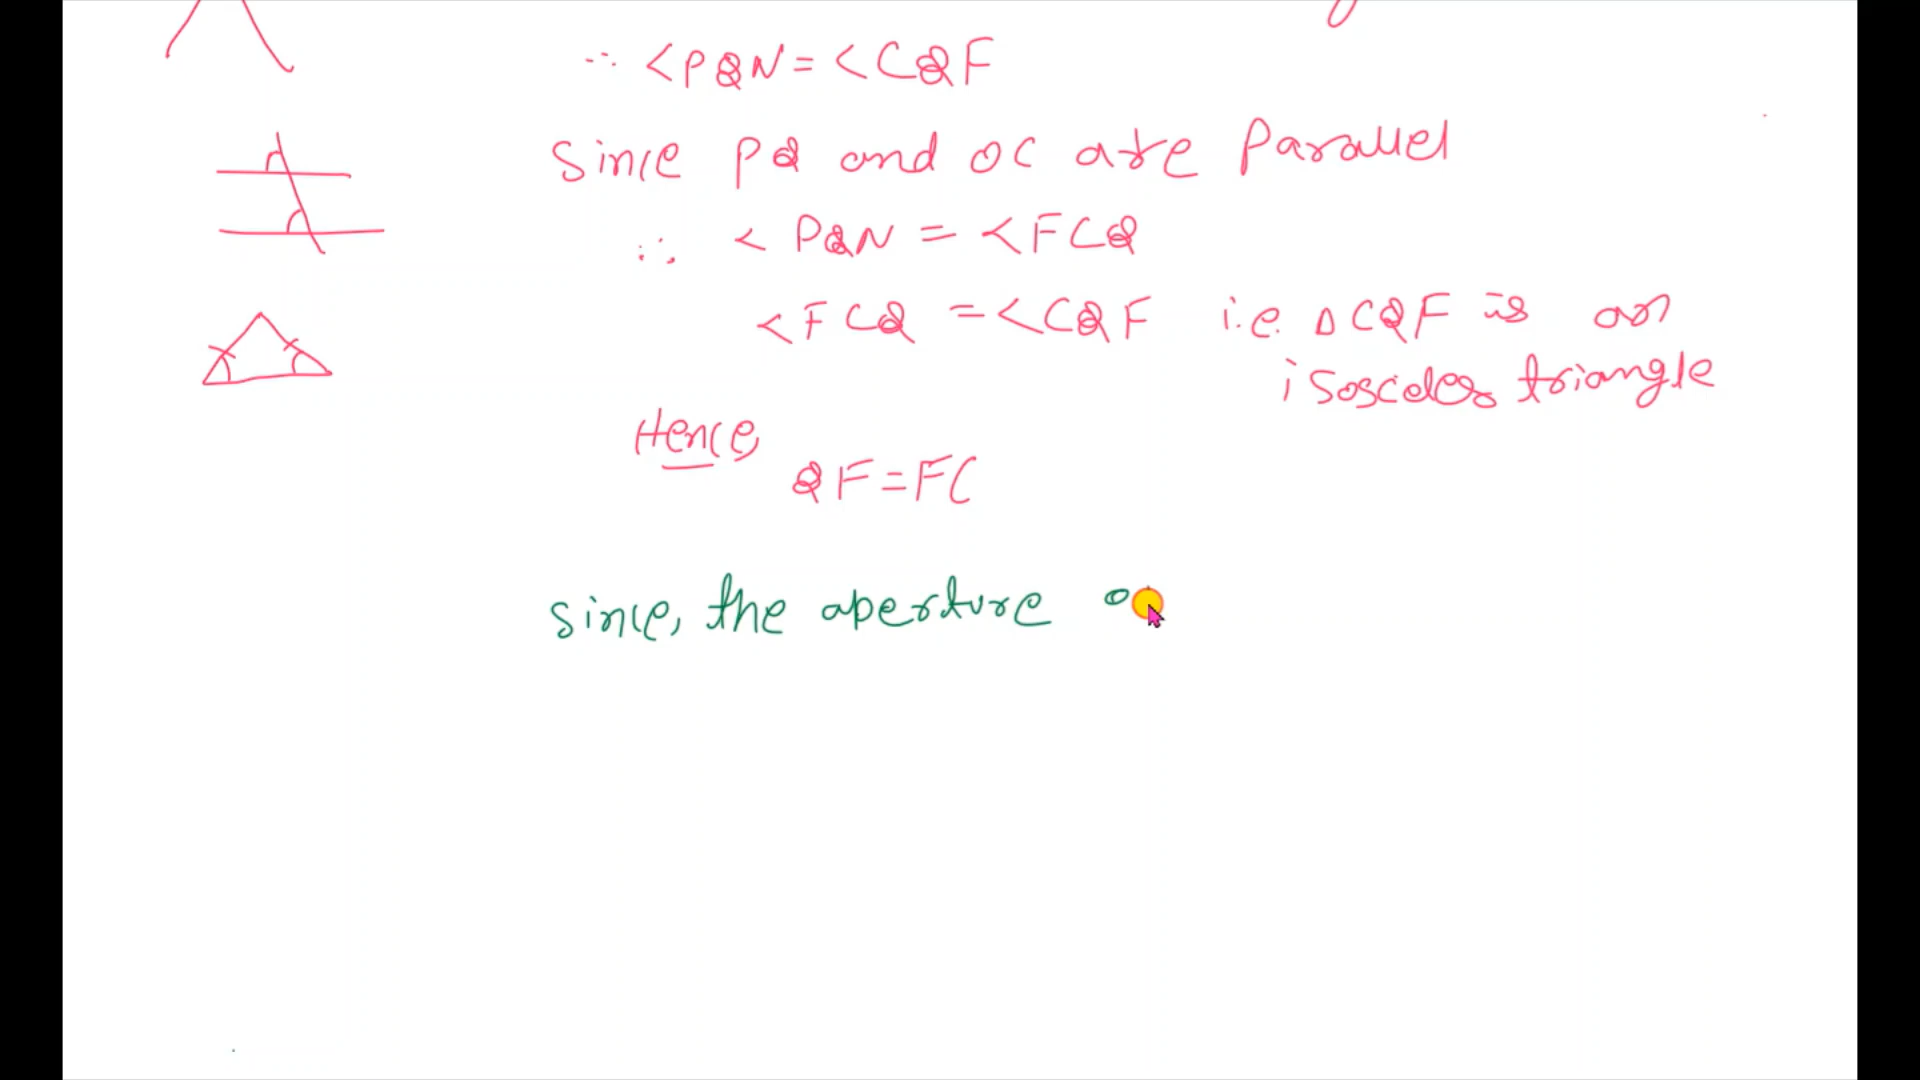 ∴ <PQN = <CQF
Since PQ and OC are Parallel
∴ < PQN = <FCQ
<FCQ = <CQF i.e. ΔCQF is an
isosceles triangle
Hence,
QF = FC
since, the aperture o